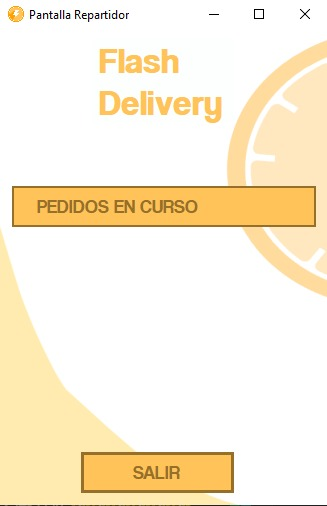 Pantalla Repartidor
Flash
Delivery
PEDIDOS EN CURSO
SALIR